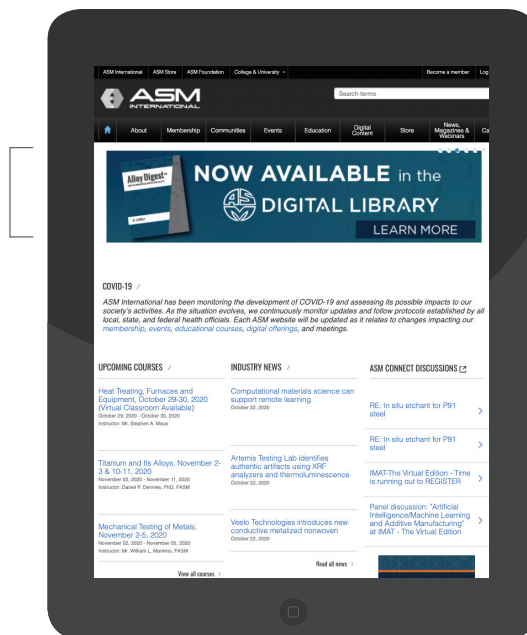 ASM International ASM Store ASM Foundation College & University Become a member Log
ASM
INTERNATIONAL
Search terms
About Membership Communities Events Education Digital Content Store News, Magazines & Webinars Ca
Alloy Digest
NOW AVAILABLE in the
ASM DIGITAL LIBRARY
LEARN MORE
COVID-19
ASM International has been monitoring the development of COVID-19 and assessing its possible impacts to our
society's activities. As the situation evolves, we continuously monitor updates and follow protocols established by all
local, state, and federal health officials. Each ASM website will be updated as it relates to changes impacting our
membership, events, educational courses, digital offerings, and meetings.
UPCOMING COURSES
Heat Treating, Furnaces and
Equipment, October 29-30, 2020
(Virtual Classroom Available)
October 29, 2020 - October 30, 2020
Instructor: Mr. Stephen A. Maus
Titanium and Its Alloys, November 2-
3 & 10-11, 2020
November 02, 2020 - November 11, 2020
Instructor: Daniel P. Dennies, PhD, FASM
Mechanical Testing of Metals,
November 2-5, 2020
November 02, 2020 - November 05, 2020
Instructor: Mr. William L. Mankins, FASM
View all courses >
INDUSTRY NEWS
Computational materials science can
support remote learning
October 22, 2020
Artemis Testing Lab identifies
authentic artifacts using XRF
analyzers and thermoluminescence
October 22, 2020
Veelo Technologies introduces new
conductive metalized nonwoven
October 22, 2020
Read all news >
ASM CONNECT DISCUSSIONS
RE: In situ etchant for P91
steel
RE: In situ etchant for P91
steel
IMAT-The Virtual Edition - Time
is running out to REGISTER
Panel discussion: "Artificial
Intelligence/Machine Learning
and Additive Manufacturing"
at IMAT - The Virtual Edition